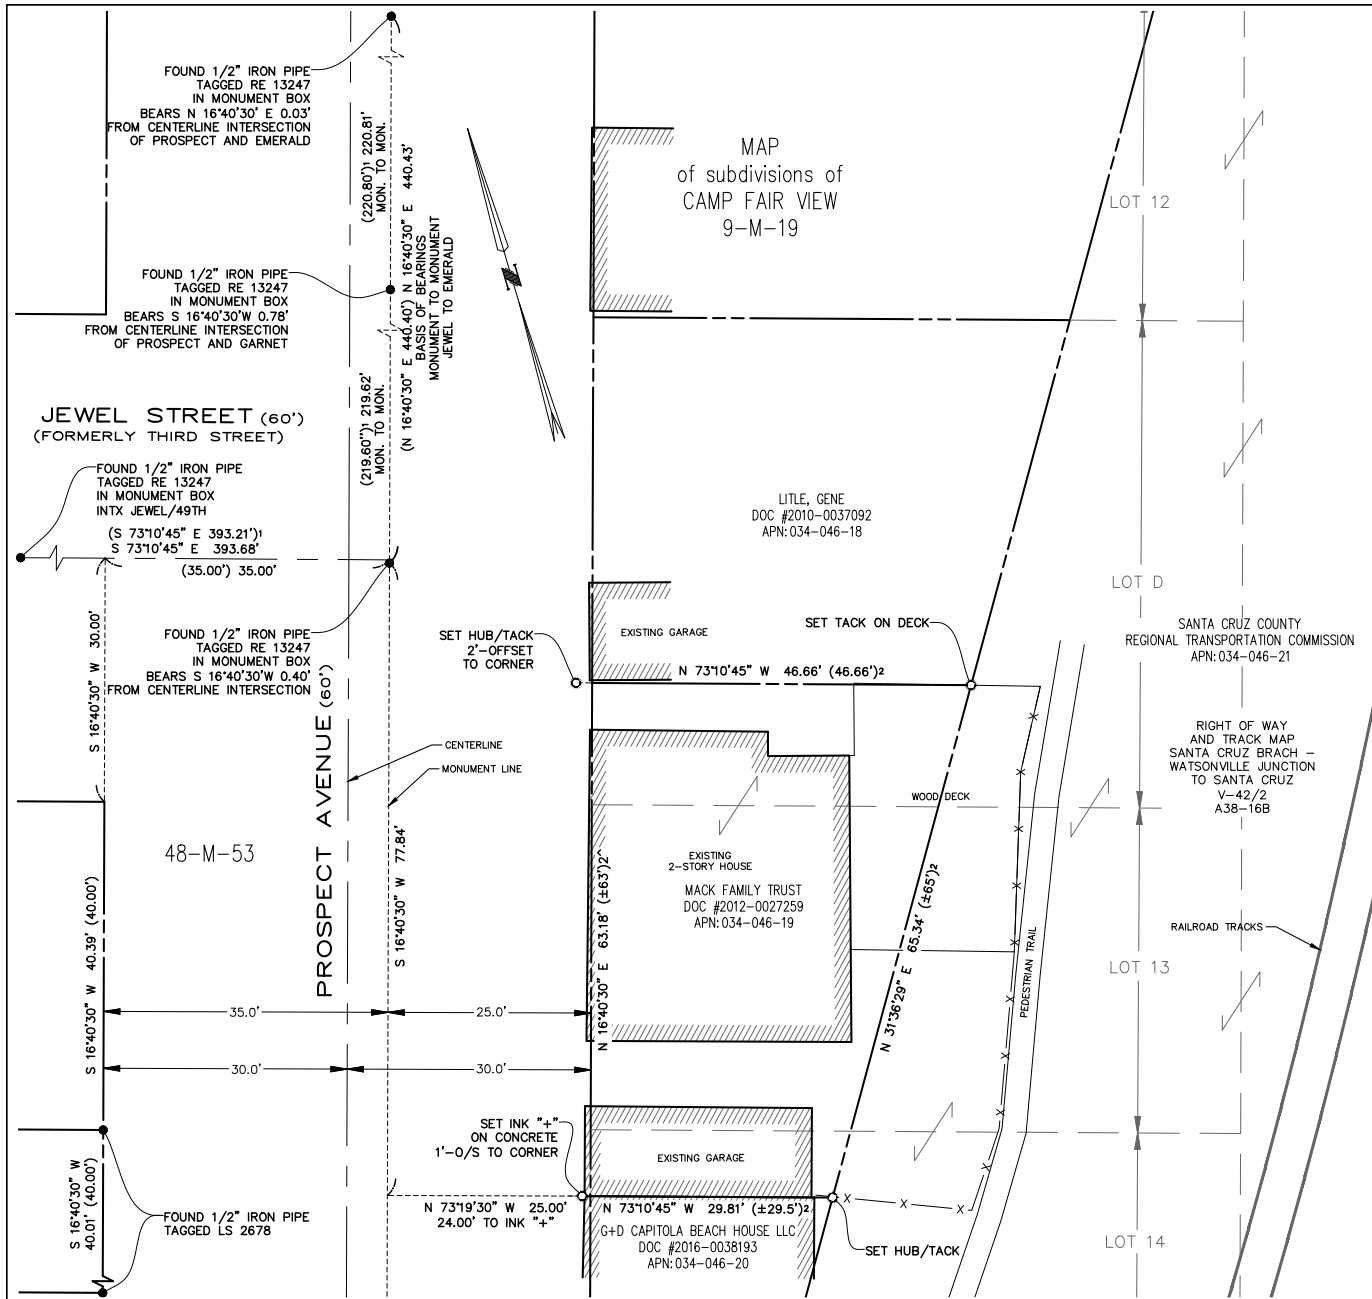 FOUND 1/2" IRON PIPE
TAGGED RE 13247
IN MONUMENT BOX
BEARS N 16°40'30' E 0.03'
FROM CENTERLINE INTERSECTION
OF PROSPECT AND EMERALD
(220.80')1 220.81'
MON. TO MON.
(N 16°40'30" E 440.40') N 16°40'30" E 440.43'
BASIS OF BEARINGS
MONUMENT TO MONUMENT
JEWEL TO EMERALD
MAP
of subdivisions of
CAMP FAIR VIEW
9-M-19
LOT 12
FOUND 1/2" IRON PIPE
TAGGED RE 13247
IN MONUMENT BOX
BEARS S 16°40'30'W 0.78'
FROM CENTERLINE INTERSECTION
OF PROSPECT AND GARNET
(219.60")1 219.62'
MON. TO MON.
JEWEL STREET (60')
(FORMERLY THIRD STREET)
FOUND 1/2" IRON PIPE
TAGGED RE 13247
IN MONUMENT BOX
INTX JEWEL/49TH
(S 73°10'45" E 393.21')1
S 73°10'45" E 393.68'
(35.00') 35.00'
LITLE, GENE
DOC #2010-0037092
APN:034-046-18
LOT D
S 16°40'30" W 30.00'
FOUND 1/2" IRON PIPE
TAGGED RE 13247
IN MONUMENT BOX
BEARS S 16°40'30'W 0.40'
FROM CENTERLINE INTERSECTION
SET HUB/TACK
2'-OFFSET
TO CORNER
EXISTING GARAGE
SET TACK ON DECK
N 73°10'45" W 46.66' (46.66')2
SANTA CRUZ COUNTY
REGIONAL TRANSPORTATION COMMISSION
APN:034-046-21
RIGHT OF WAY
AND TRACK MAP
SANTA CRUZ BRACH –
WATSONVILLE JUNCTION
TO SANTA CRUZ
V-42/2
A38-16B
CENTERLINE
MONUMENT LINE
PROSPECT AVENUE (60')
WOOD DECK
48-M-53
S 16°40'30" W 77.84'
EXISTING
2-STORY HOUSE
MACK FAMILY TRUST
DOC #2012-0027259
APN:034-046-19
N 16°40'30" E 63.18' (±63')2
N 31°36'29" E 65.34' (±65')2
PEDESTRIAN TRAIL
RAILROAD TRACKS
LOT 13
S 16°40'30" W 40.39' (40.00')
35.0'
25.0'
30.0'
30.0'
SET INK "+"
ON CONCRETE
1'-O/S TO CORNER
EXISTING GARAGE
S 16°40'30" W
40.01' (40.00')
FOUND 1/2" IRON PIPE
TAGGED LS 2678
N 73°19'30" W 25.00'
24.00' TO INK "+"
N 73°10'45" W 29.81' (±29.5')2
G+D CAPITOLA BEACH HOUSE LLC
DOC #2016-0038193
APN:034-046-20
SET HUB/TACK
LOT 14
X
X
X
X
X
X
X
X
X
X
X
X